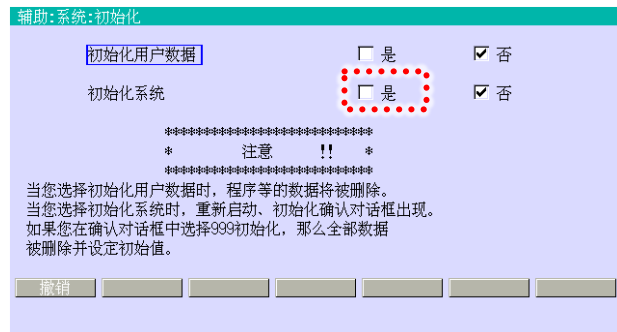 辅助:系统:初始化
初始化用户数据 是 否
初始化系统 是 否
***************************
* 注意 !! *
***************************
当您选择初始化用户数据时，程序等的数据将被删除。
当您选择初始化系统时，重新启动、初始化确认对话框出现。
如果您在确认对话框中选择999初始化，那么全部数据
被删除并设定初始值。
撤销